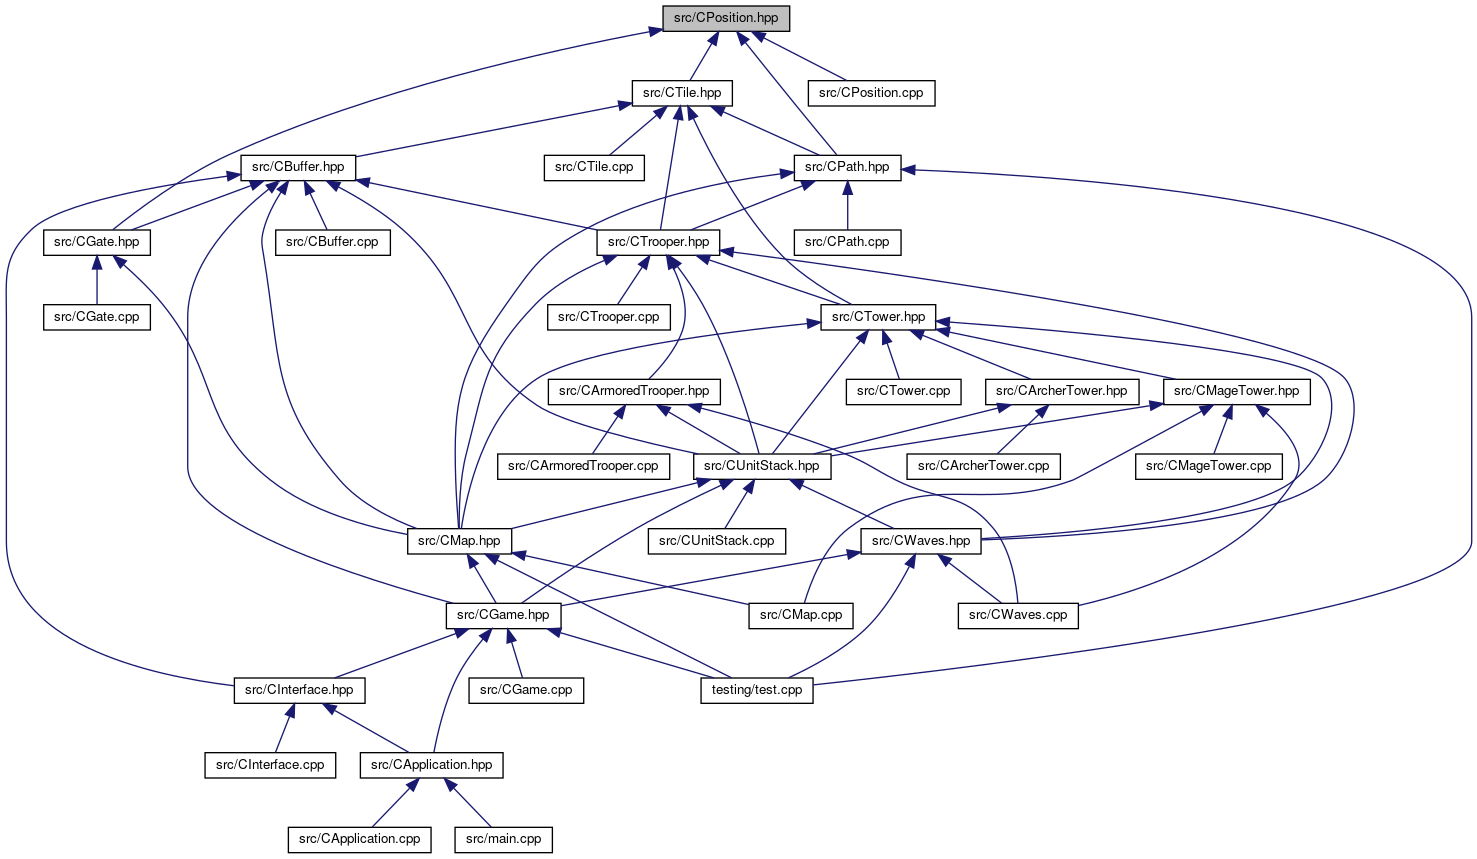 src/CPosition.hpp
src/CTile.hpp
src/CPosition.cpp
src/CBuffer.hpp
src/CTile.cpp
src/CPath.hpp
src/CGate.hpp
src/CBuffer.cpp
src/CTrooper.hpp
src/CPath.cpp
src/CGate.cpp
src/CTrooper.cpp
src/CTower.hpp
src/CArmoredTrooper.hpp
src/CTower.cpp
src/CArcherTower.hpp
src/CMageTower.hpp
src/CArmoredTrooper.cpp
src/CUnitStack.hpp
src/CArcherTower.cpp
src/CMageTower.cpp
src/CMap.hpp
src/CUnitStack.cpp
src/CWaves.hpp
src/CGame.hpp
src/CMap.cpp
src/CWaves.cpp
src/CInterface.hpp
src/CGame.cpp
testing/test.cpp
src/CInterface.cpp
src/CApplication.hpp
src/CApplication.cpp
src/main.cpp